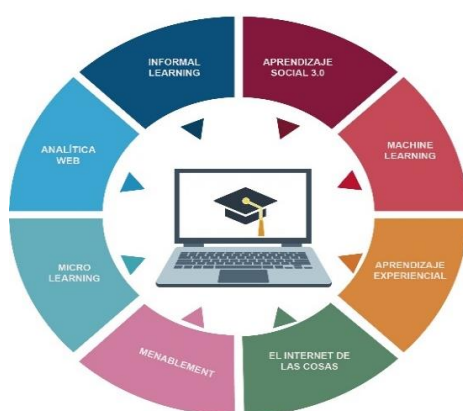 INFORMAL
LEARNING
APRENDIZAJE
SOCIAL 3.0
MACHINE
LEARNING
APRENDIZAJE
EXPERIENCIAL
EL INTERNET DE
LAS COSAS
MENABLEMENT
MICRO
LEARNING
ANALÍTICA
WEB